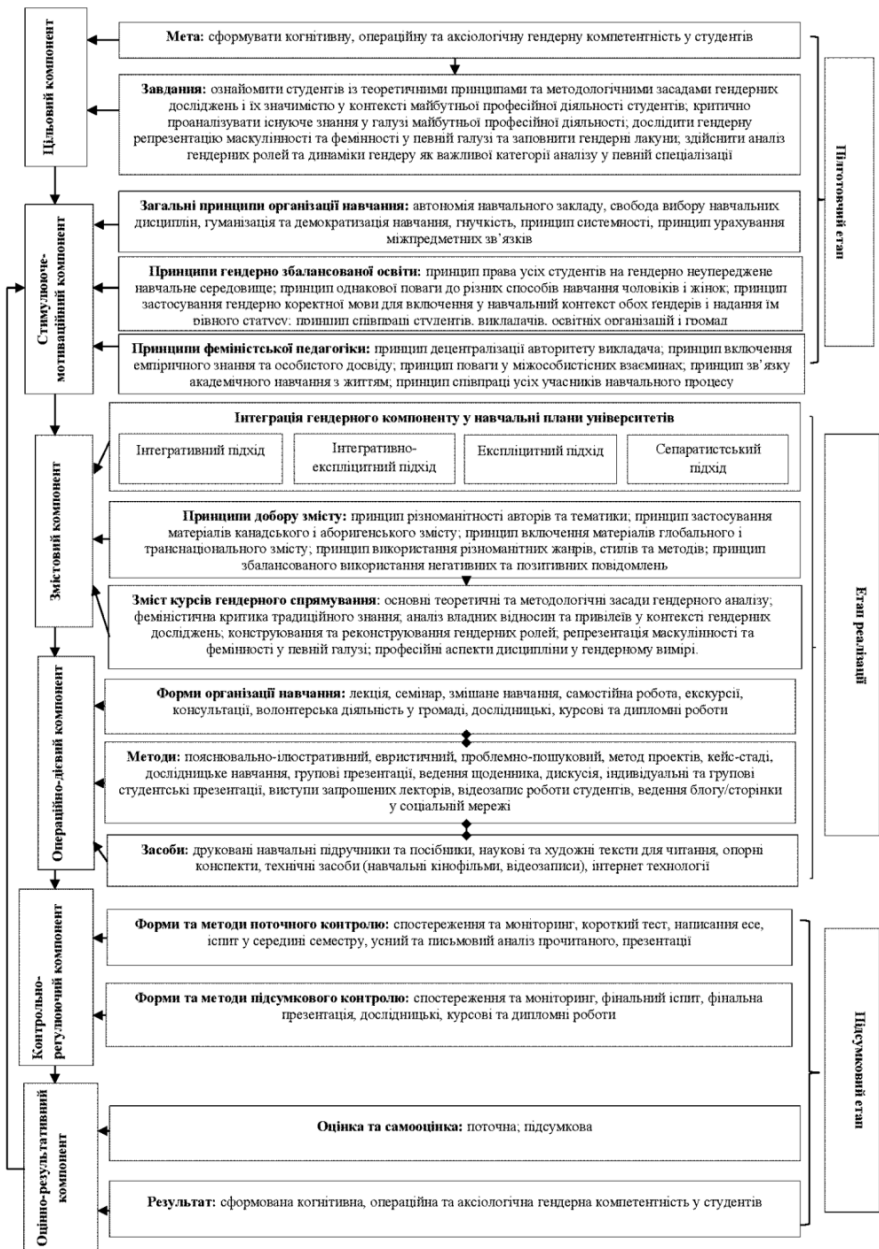 Цільовий компонент
Мета: сформувати когнітивну, операційну та аксіологічну гендерну компетентність у студентів
Завдання: ознайомити студентів із теоретичними принципами та методологічними засадами гендерних
досліджень і їх значимістю у контексті майбутньої професійної діяльності студентів; критично
проаналізувати існуюче знання у галузі майбутньої професійної діяльності; дослідити гендерну
репрезентацію маскулінності та фемінності у певній галузі та заповнити гендерні лакуни; здійснити аналіз
гендерних ролей та динаміки гендеру як важливої категорії аналізу у певній спеціалізації
Підготовчий етап
Стимулююче-
мотиваційний компонент
Загальні принципи організації навчання: автономія навчального закладу, свобода вибору навчальних
дисциплін, гуманізація та демократизація навчання, гнучкість, принцип системності, принцип урахування
міжпредметних зв’язків
Принципи гендерно збалансованої освіти: принцип права усіх студентів на гендерно неупереджене
навчальне середовище; принцип однакової поваги до різних способів навчання чоловіків і жінок; принцип
застосування гендерно коректної мови для включення у навчальний контекст обох гендерів і надання їм
рівного статусу; принцип співпраці студентів, викладачів, освітніх організацій і громад
Принципи феміністської педагогіки: принцип децентралізації авторитету викладача; принцип включення
емпіричного знання та особистого досвіду; принцип поваги у міжособистісних взаєминах; принцип зв’язку
академічного навчання з життям; принцип співпраці усіх учасників навчального процесу
Змістовий компонент
Інтеграція гендерного компоненту у навчальні плани університетів
Інтегративний підхід
Інтегративно-
експліцитний підхід
Експліцитний підхід
Сепаратистський
підхід
Принципи добору змісту: принцип різноманітності авторів та тематики; принцип застосування
матеріалів канадського і аборигенського змісту; принцип включення матеріалів глобального і
транснаціонального змісту; принцип використання різноманітних жанрів, стилів та методів; принцип
збалансованого використання негативних та позитивних повідомлень
Зміст курсів гендерного спрямування: основні теоретичні та методологічні засади гендерного аналізу;
феміністична критика традиційного знання; аналіз владних відносин та привілеїв у контексті гендерних
досліджень; конструювання та реконструювання гендерних ролей; репрезентація маскулінності та
фемінності у певній галузі; професійні аспекти дисципліни у гендерному вимірі.
Етап реалізації
Операційно-дієвий компонент
Форми організації навчання: лекція, семінар, змішане навчання, самостійна робота, екскурсії,
консультації, волонтерська діяльність у громаді, дослідницькі, курсові та дипломні роботи
Методи: пояснювально-ілюстративний, евристичний, проблемно-пошуковий, метод проектів, кейс-стаді,
дослідницьке навчання, групові презентації, ведення щоденника, дискусія, індивідуальні та групові
студентські презентації, виступи запрошених лекторів, відеозапис роботи студентів, ведення блогу/сторінки
у соціальній мережі
Засоби: друковані навчальні підручники та посібники, наукові та художні тексти для читання, опорні
конспекти, технічні засоби (навчальні кінофільми, відеозаписи), інтернет технології
Контрольно-
регулюючий компонент
Форми та методи поточного контролю: спостереження та моніторинг, короткий тест, написання есе,
іспит у середині семестру, усний та письмовий аналіз прочитаного, презентації
Форми та методи підсумкового контролю: спостереження та моніторинг, фінальний іспит, фінальна
презентація, дослідницькі, курсові та дипломні роботи
Підсумковий етап
Оцінно-результативний
компонент
Оцінка та самооцінка: поточна; підсумкова
Результат: сформована когнітивна, операційна та аксіологічна гендерна компетентність у студентів